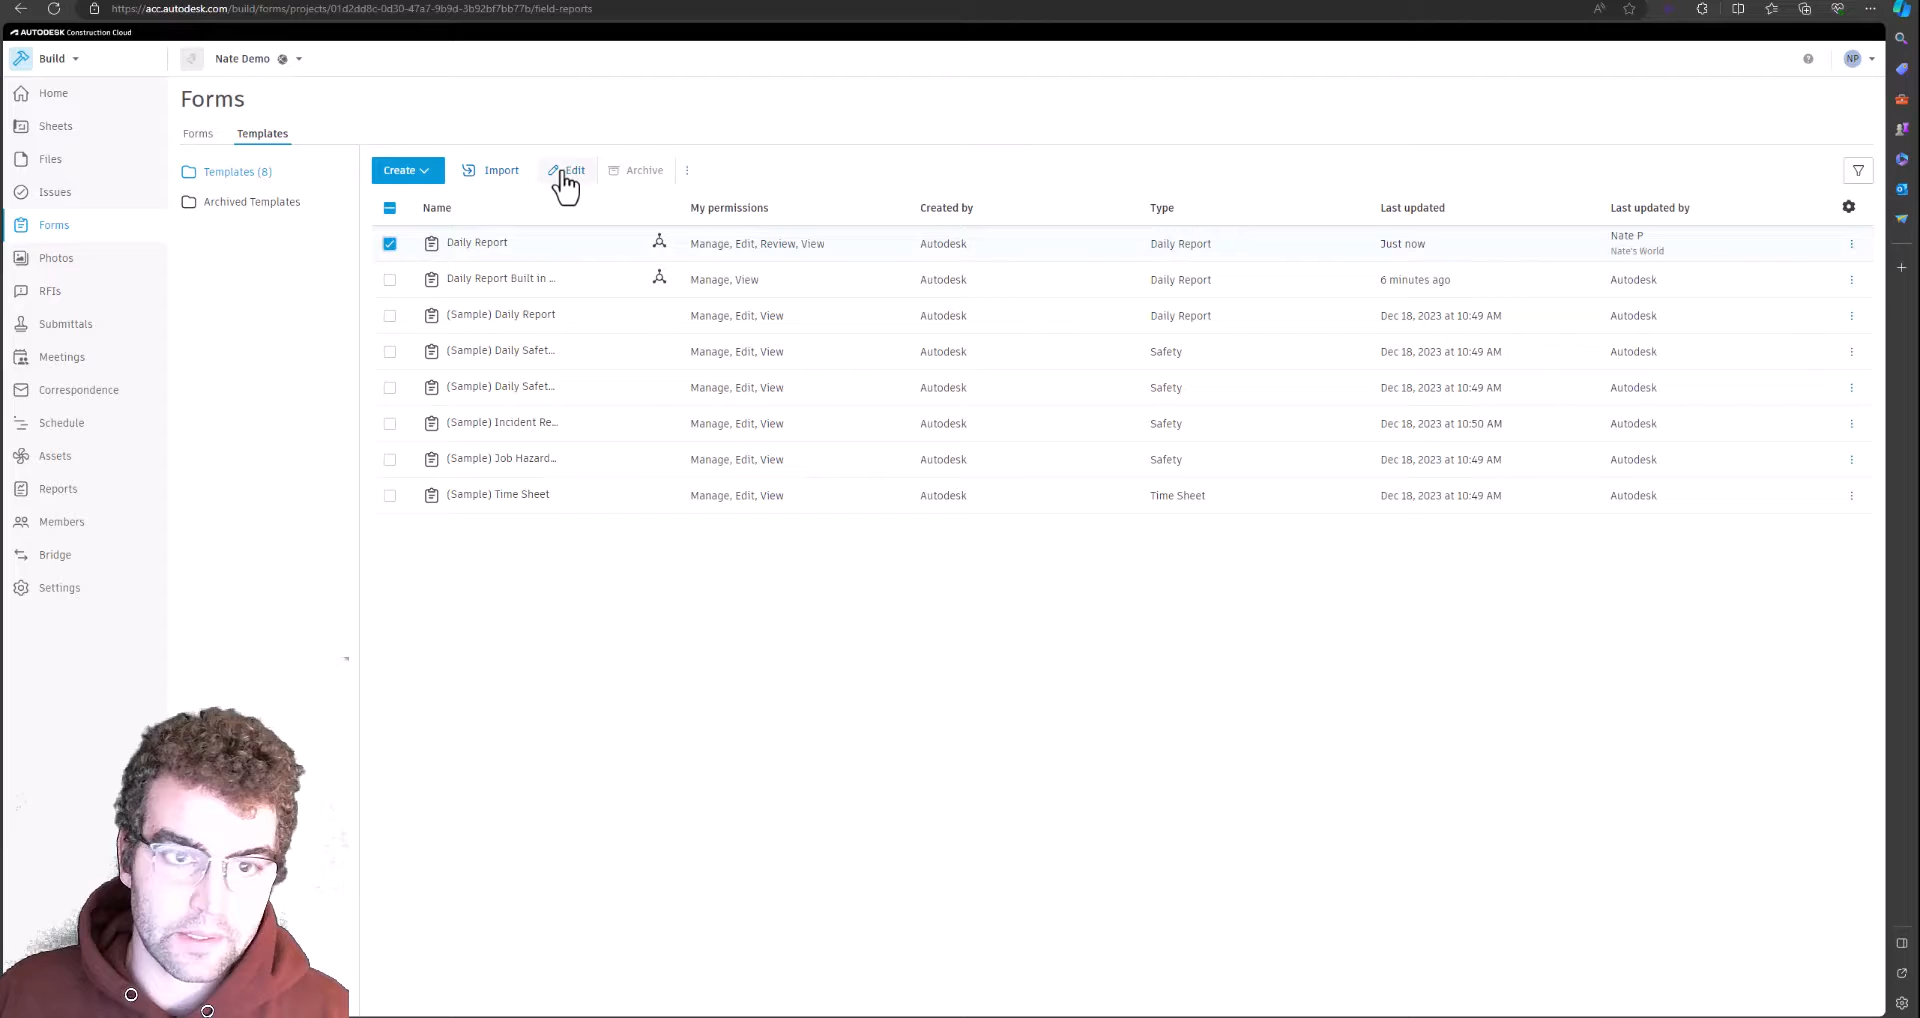 https://acc.autodesk.com/build/forms/projects/01d2dd8c-0d30-47a7-9b9d-3b92bf7bb77b/field-reports
AUTODESK Construction Cloud
Build
Nate Demo
NP
Home
Sheets
Files
Issues
Forms
Photos
RFIs
Submittals
Meetings
Correspondence
Schedule
Assets
Reports
Members
Bridge
Settings
Forms
Forms Templates
Templates (8)
Archived Templates
Create Import Edit Archive
Name My permissions Created by Type Last updated Last updated by
Daily Report Manage, Edit, Review, View Autodesk Daily Report Just now Nate P
Nate's World
Daily Report Built in ... Manage, View Autodesk Daily Report 6 minutes ago Autodesk
(Sample) Daily Report Manage, Edit, View Autodesk Daily Report Dec 18, 2023 at 10:49 AM Autodesk
(Sample) Daily Safet... Manage, Edit, View Autodesk Safety Dec 18, 2023 at 10:49 AM Autodesk
(Sample) Daily Safet... Manage, Edit, View Autodesk Safety Dec 18, 2023 at 10:49 AM Autodesk
(Sample) Incident Re... Manage, Edit, View Autodesk Safety Dec 18, 2023 at 10:50 AM Autodesk
(Sample) Job Hazard... Manage, Edit, View Autodesk Safety Dec 18, 2023 at 10:49 AM Autodesk
(Sample) Time Sheet Manage, Edit, View Autodesk Time Sheet Dec 18, 2023 at 10:49 AM Autodesk